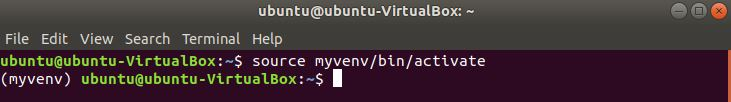 ubuntu@ubuntu-VirtualBox: ~
File Edit View Search Terminal Help
ubuntu@ubuntu-VirtualBox:~$ source myvenv/bin/activate
(myvenv) ubuntu@ubuntu-VirtualBox:~$